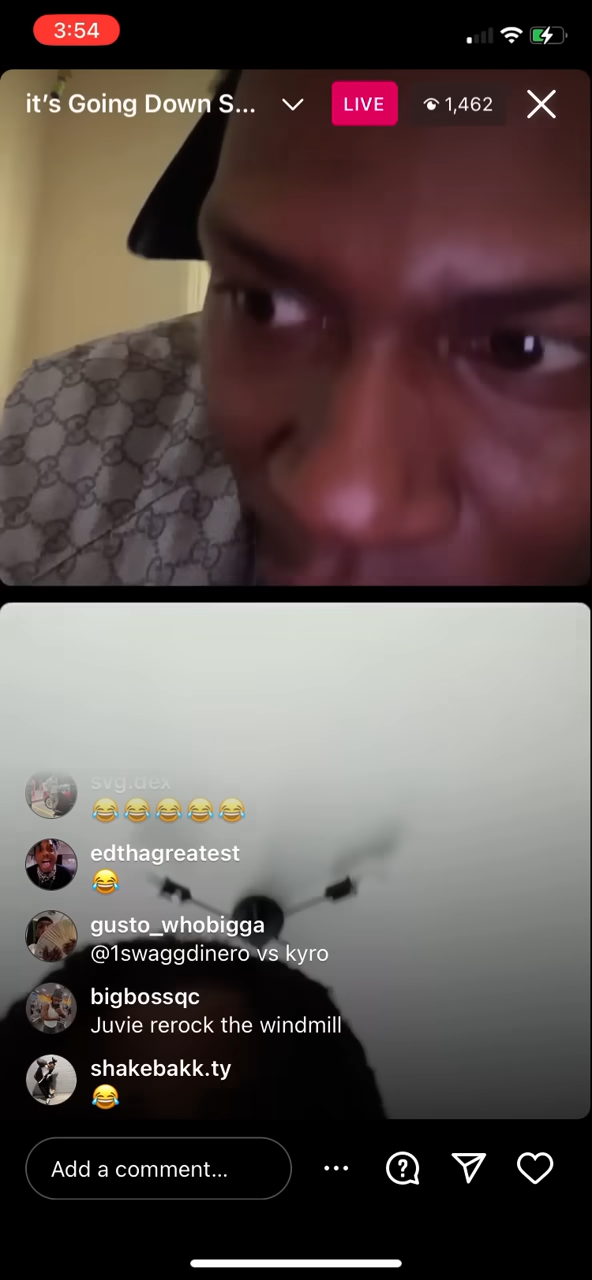 3:54
it's Going Down S...
LIVE
1,462
svg.dex
😂😂😂😂😂
edthagreatest
😂
gusto_whobigga
@1swaggdinero vs kyro
bigbossqc
Juvie rerock the windmill
shakebakk.ty
😂
Add a comment...